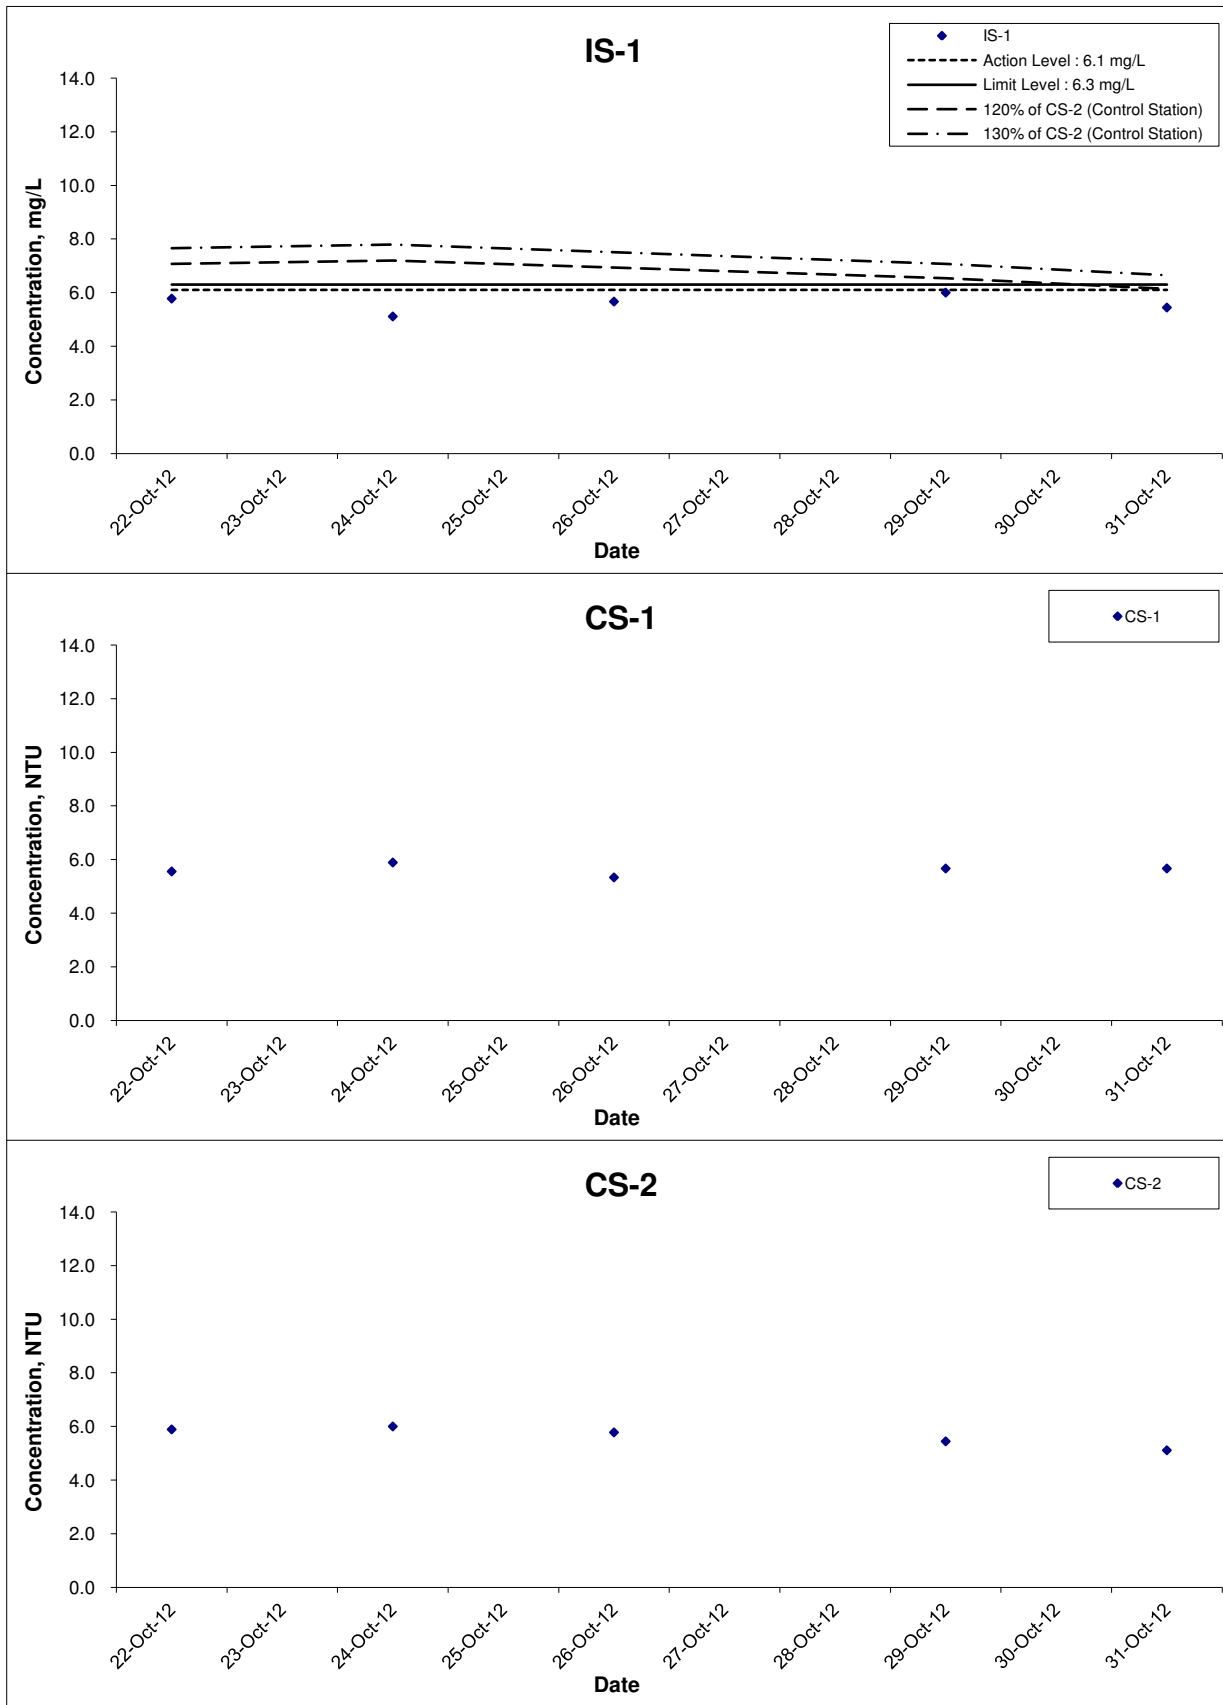 IS-1
IS-1
Action Level : 6.1 mg/L
Limit Level : 6.3 mg/L
120% of CS-2 (Control Station)
130% of CS-2 (Control Station)
Concentration, mg/L
14.0
12.0
10.0
8.0
6.0
4.0
2.0
0.0
22-Oct-12
23-Oct-12
24-Oct-12
25-Oct-12
26-Oct-12
27-Oct-12
28-Oct-12
29-Oct-12
30-Oct-12
31-Oct-12
Date
CS-1
CS-1
Concentration, NTU
14.0
12.0
10.0
8.0
6.0
4.0
2.0
0.0
22-Oct-12
23-Oct-12
24-Oct-12
25-Oct-12
26-Oct-12
27-Oct-12
28-Oct-12
29-Oct-12
30-Oct-12
31-Oct-12
Date
CS-2
CS-2
Concentration, NTU
14.0
12.0
10.0
8.0
6.0
4.0
2.0
0.0
22-Oct-12
23-Oct-12
24-Oct-12
25-Oct-12
26-Oct-12
27-Oct-12
28-Oct-12
29-Oct-12
30-Oct-12
31-Oct-12
Date